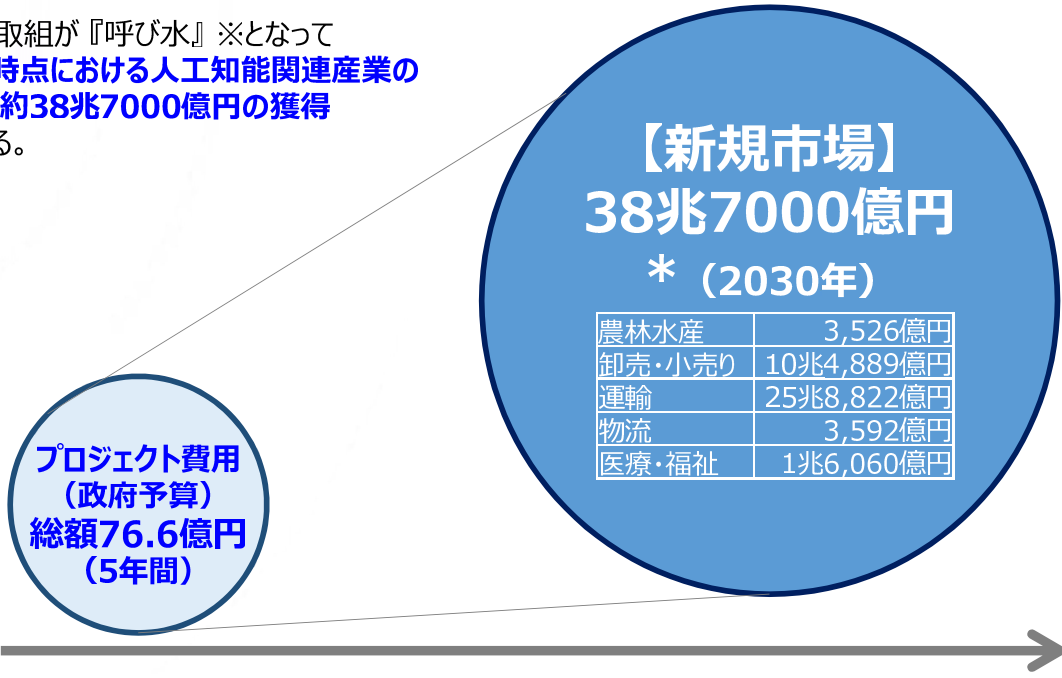 取組が『呼び水』※となって
時点における人工知能関連産業の
約38兆7000億円の獲得
る。
【新規市場】
38兆7000億円
*（2030年）
農林水産 3,526億円
卸売・小売り 10兆4,889億円
運輸 25兆8,822億円
物流 3,592億円
医療・福祉 1兆6,060億円
プロジェクト費用
（政府予算）
総額76.6億円
（5年間）